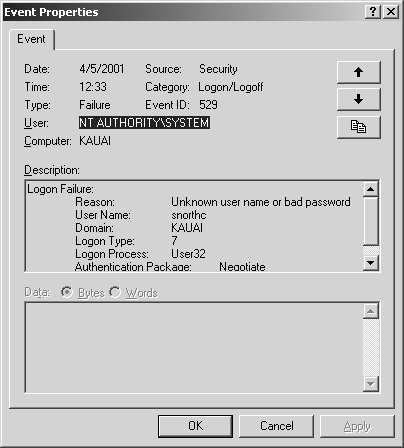 Event Properties
Event
Date: 4/5/2001 Source: Security
Time: 12:33 Category: Logon/Logoff
Type: Failure Event ID: 529
User: NT AUTHORITY\SYSTEM
Computer: KAUAI
Description:
Logon Failure:
Reason: Unknown user name or bad password
User Name: snorthc
Domain: KAUAI
Logon Type: 7
Logon Process: User32
Authentication Package: Negotiate
Data: Bytes Words
OK Cancel Apply